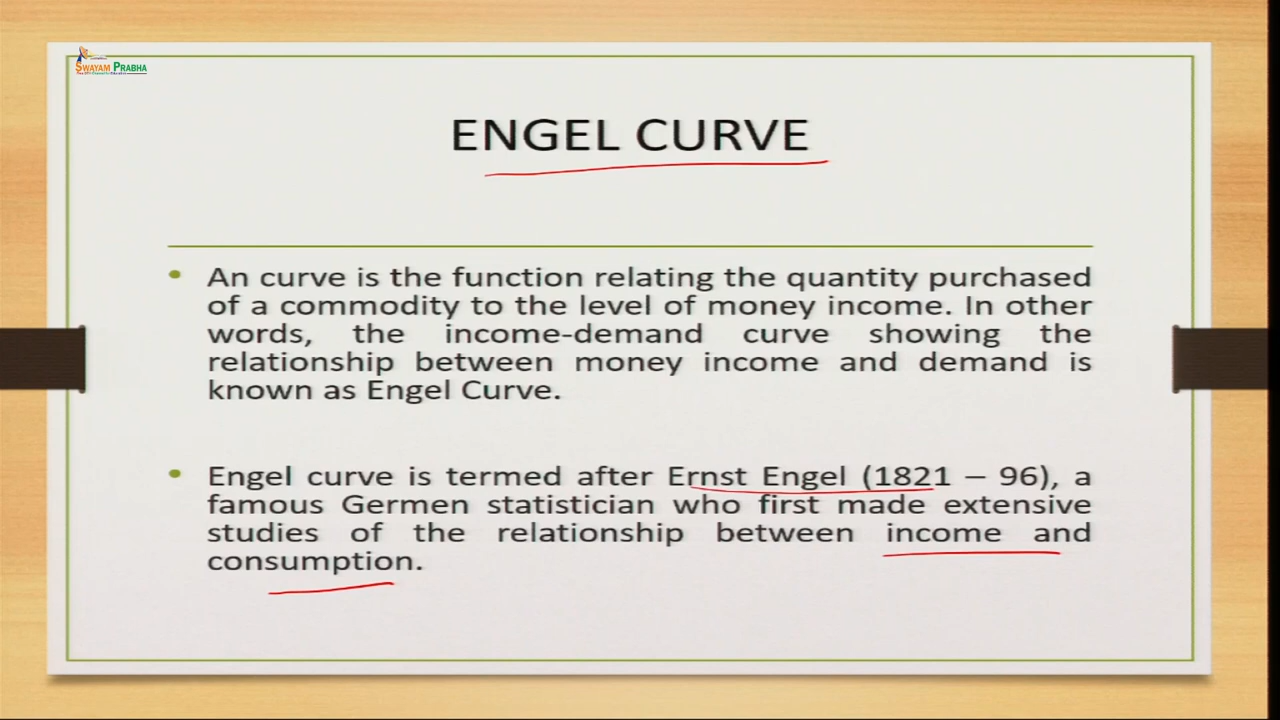 SWAYAM PRABHA
ENGEL CURVE
• An curve is the function relating the quantity purchased
of a commodity to the level of money income. In other
words, the income-demand curve showing the
relationship between money income and demand is
known as Engel Curve.
• Engel curve is termed after Ernst Engel (1821 – 96), a
famous Germen statistician who first made extensive
studies of the relationship between income and
consumption.